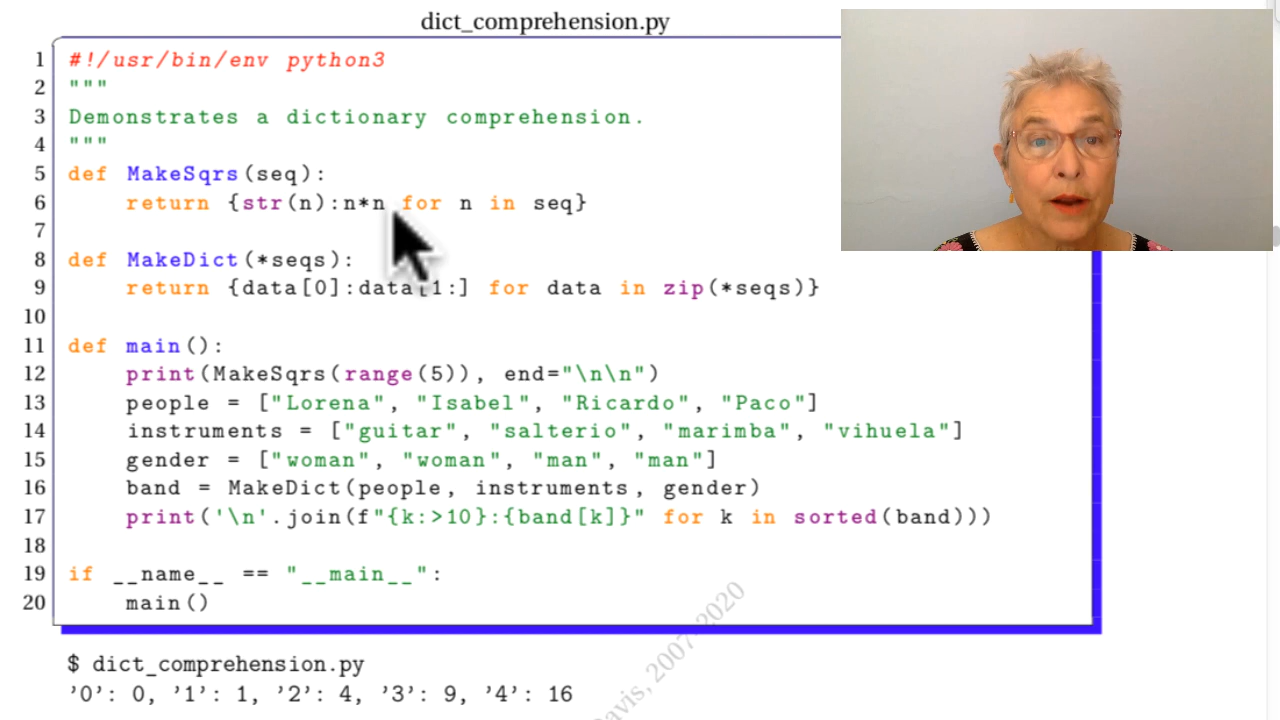 dict_comprehension.py
1 #!/usr/bin/env python3
2 """
3 Demonstrates a dictionary comprehension.
4 """
5 def MakeSqrs(seq):
6     return {str(n):n*n for n in seq}
7
8 def MakeDict(*seqs):
9     return {data[0]:data[1:] for data in zip(*seqs)}
10
11 def main():
12     print(MakeSqrs(range(5)), end="\n\n")
13     people = ["Lorena", "Isabel", "Ricardo", "Paco"]
14     instruments = ["guitar", "salterio", "marimba", "vihuela"]
15     gender = ["woman", "woman", "man", "man"]
16     band = MakeDict(people, instruments, gender)
17     print('\n'.join(f"{k:>10}:{band[k]}" for k in sorted(band)))
18
19 if __name__ == "__main__":
20     main()
$ dict_comprehension.py
'0': 0, '1': 1, '2': 4, '3': 9, '4': 16
2007-2020